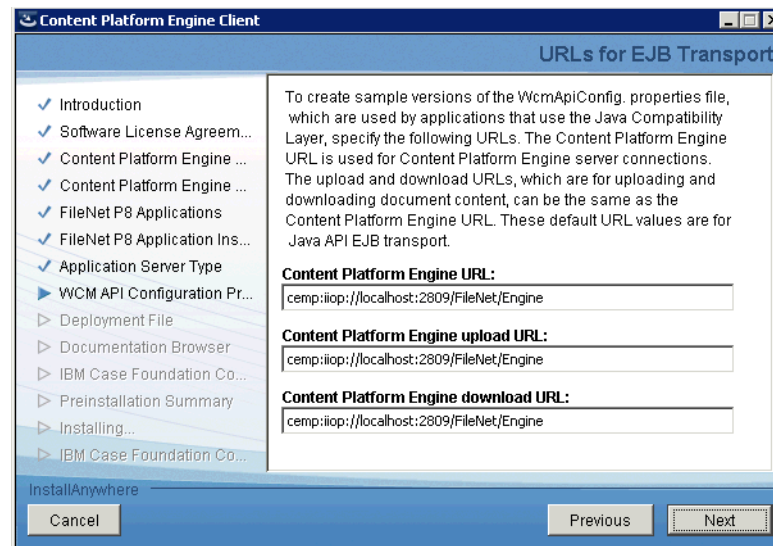 Content Platform Engine Client
URLs for EJB Transport
Introduction
Software License Agreem...
Content Platform Engine ...
Content Platform Engine ...
FileNet P8 Applications
FileNet P8 Application Ins...
Application Server Type
WCM API Configuration Pr...
Deployment File
Documentation Browser
IBM Case Foundation Co...
Preinstallation Summary
Installing...
IBM Case Foundation Co...
To create sample versions of the WcmApiConfig. properties file,
which are used by applications that use the Java Compatibility
Layer, specify the following URLs. The Content Platform Engine
URL is used for Content Platform Engine server connections.
The upload and download URLs, which are for uploading and
downloading document content, can be the same as the
Content Platform Engine URL. These default URL values are for
Java API EJB transport.
Content Platform Engine URL:
cemp:iiop://localhost:2809/FileNet/Engine
Content Platform Engine upload URL:
cemp:iiop://localhost:2809/FileNet/Engine
Content Platform Engine download URL:
cemp:iiop://localhost:2809/FileNet/Engine
InstallAnywhere
Cancel
Previous
Next